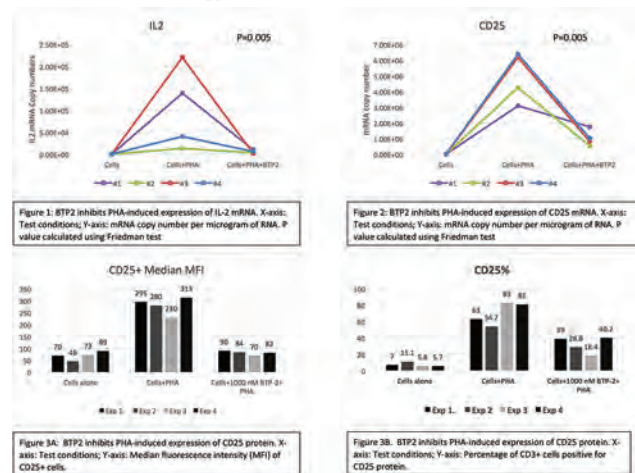 IL2
P=0.005
IL2 mRNA Copy numbers
2.50E+05
2.00E+05
1.50E+05
1.00E+05
5.00E+04
0.00E+00
Cells
Cells+PHA
Cells+PHA+BTP2
#1 #2 #3 #4
Figure 1: BTP2 inhibits PHA-induced expression of IL-2 mRNA. X-axis:
Test conditions; Y-axis: mRNA copy number per microgram of RNA. P
value calculated using Friedman test
CD25
P=0.005
mRNA copy number
7.00E+06
6.00E+06
5.00E+06
4.00E+06
3.00E+06
2.00E+06
1.00E+06
0.00E+00
Cells
Cells+PHA
Cells+PHA+BTP2
#1 #2 #3 #4
Figure 2: BTP2 inhibits PHA-induced expression of CD25 mRNA. X-axis:
Test conditions; Y-axis: mRNA copy number per microgram of RNA. P
value calculated using Friedman test
CD25+ Median MFI
350
300
250
200
150
100
50
0
70 48 73 89
295 280 230 313
90 84 70 82
Cells alone
Cells+PHA
Cells+1000 nM BTP-2+
PHA
Exp 1. Exp 2 Exp 3 Exp 4
Figure 3A: BTP2 inhibits PHA-induced expression of CD25 protein. X-
axis: Test conditions; Y-axis: Median fluorescence intensity (MFI) of
CD25+ cells.
CD25%
100
80
60
40
20
0
7 11.1 5.8 5.7
63 54.7 83 81
39 28.8 18.4 40.2
Cells alone
Cells+PHA
Cells+1000 nM BTP-2+
PHA
Exp 1. Exp 2 Exp 3 Exp 4
Figure 3B. BTP2 inhibits PHA-induced expression of CD25 protein. X-
axis: Test conditions; Y-axis: Percentage of CD3+ cells positive for
CD25 protein.